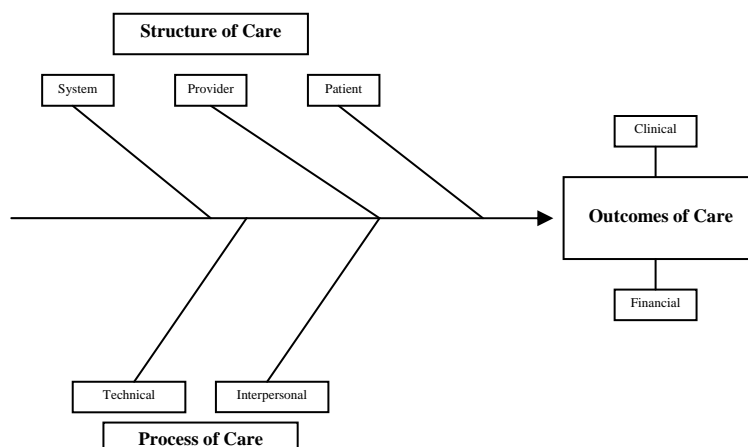 Structure of Care
System
Provider
Patient
Clinical
Outcomes of Care
Financial
Technical
Interpersonal
Process of Care